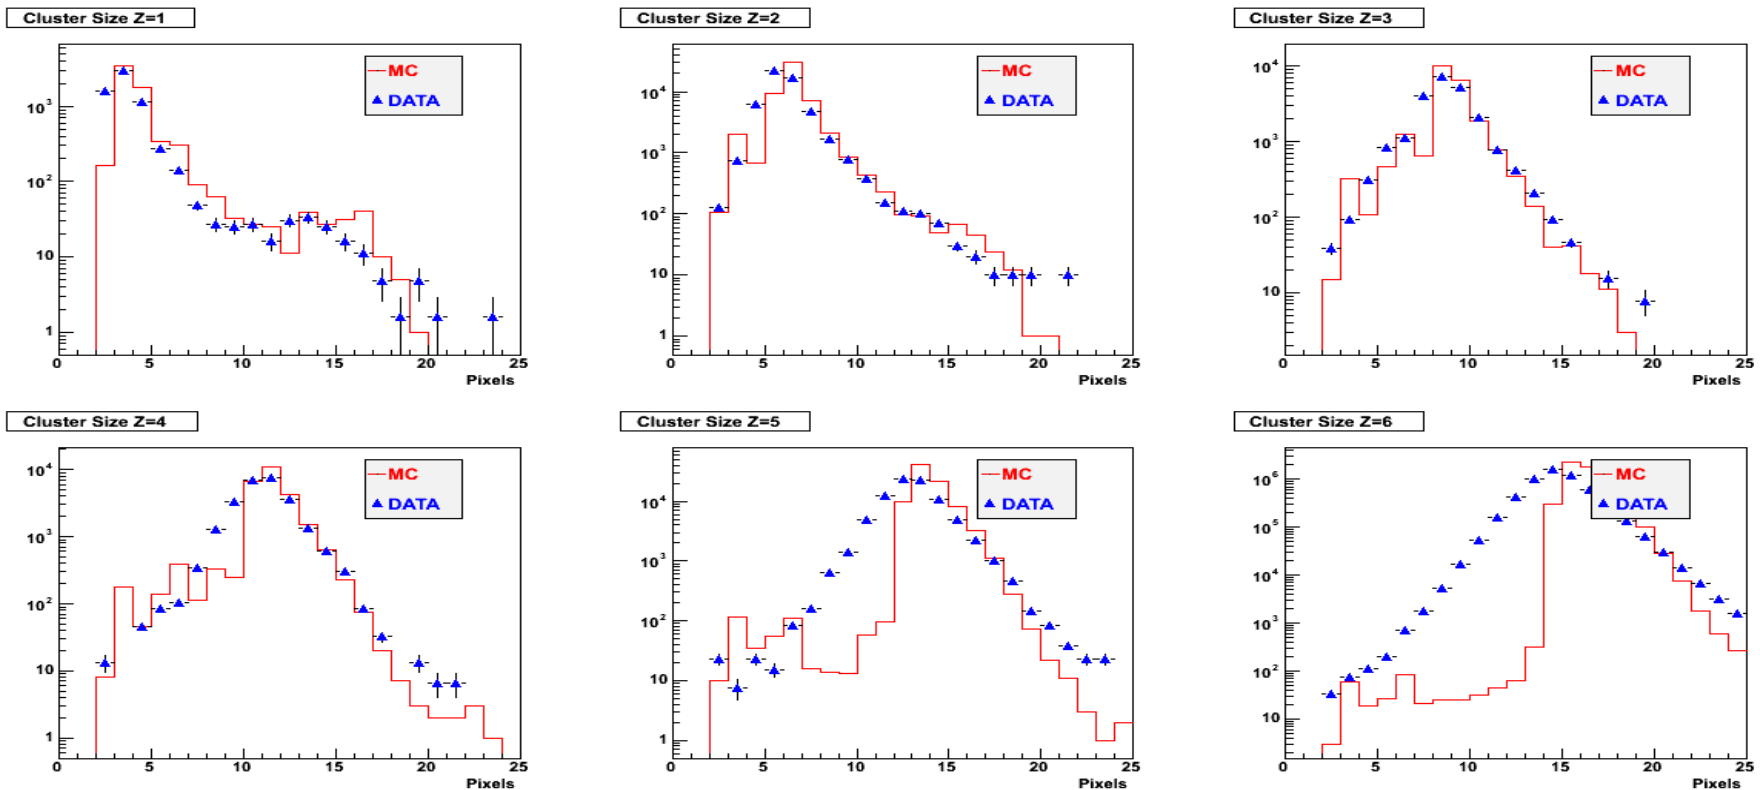 Cluster Size Z=1
MC
DATA
10³
10²
10
1
0 5 10 15 20 25
Pixels
Cluster Size Z=2
MC
DATA
10⁴
10³
10²
10
1
0 5 10 15 20 25
Pixels
Cluster Size Z=3
MC
DATA
10⁴
10³
10²
10
0 5 10 15 20 25
Pixels
Cluster Size Z=4
MC
DATA
10⁴
10³
10²
10
1
0 5 10 15 20 25
Pixels
Cluster Size Z=5
MC
DATA
10⁴
10³
10²
10
1
0 5 10 15 20 25
Pixels
Cluster Size Z=6
MC
DATA
10⁶
10⁵
10⁴
10³
10²
10
0 5 10 15 20 25
Pixels